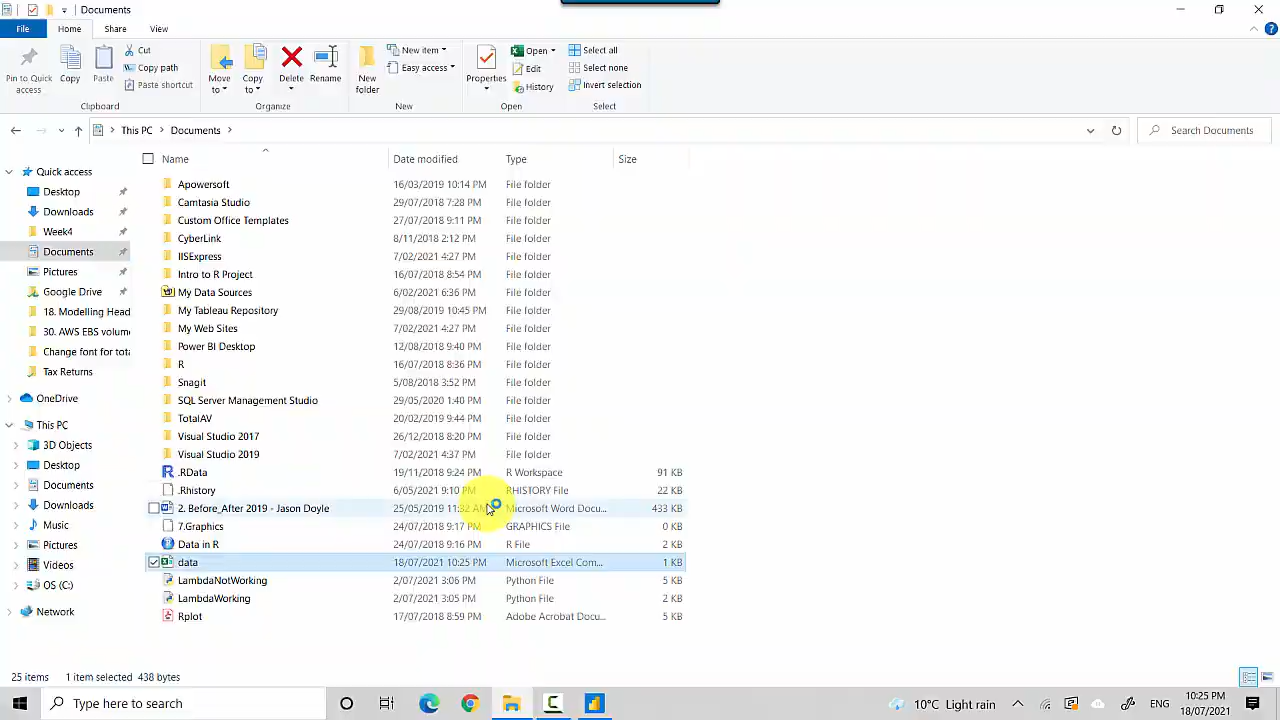 Documents
File Home Share View
Pin to Quick access
Copy
Paste
Cut
Copy path
Paste shortcut
Move to
Copy to
Delete
Rename
New folder
New item
Easy access
Properties
Open
Edit
History
Select all
Select none
Invert selection
Clipboard Organize New Open Select
This PC Documents
Search Documents
Name Date modified Type Size
Quick access
Desktop
Downloads
Week4
Documents
Pictures
Google Drive
18. Modelling Head
30. AWS EBS volum
Change font for tota
Tax Returns
OneDrive
This PC
3D Objects
Desktop
Documents
Downloads
Music
Pictures
Videos
OS (C:)
Network
Apowersoft 16/03/2019 10:14 PM File folder
Camtasia Studio 29/07/2018 7:28 PM File folder
Custom Office Templates 27/07/2018 9:11 PM File folder
CyberLink 8/11/2018 2:12 PM File folder
IISExpress 7/02/2021 4:27 PM File folder
Intro to R Project 16/07/2018 8:54 PM File folder
My Data Sources 6/02/2021 6:36 PM File folder
My Tableau Repository 29/08/2019 10:45 PM File folder
My Web Sites 7/02/2021 4:27 PM File folder
Power BI Desktop 12/08/2018 9:40 PM File folder
R 16/07/2018 8:36 PM File folder
Snagit 5/08/2018 3:52 PM File folder
SQL Server Management Studio 29/05/2020 1:40 PM File folder
TotalAV 20/02/2019 9:44 PM File folder
Visual Studio 2017 26/12/2018 8:20 PM File folder
Visual Studio 2019 7/02/2021 4:37 PM File folder
.RData 19/11/2018 9:24 PM R Workspace 91 KB
.Rhistory 6/05/2021 9:10 PM RHISTORY File 22 KB
2. Before_After 2019 - Jason Doyle 25/05/2019 11:32 AM Microsoft Word Docu... 433 KB
7.Graphics 24/07/2018 9:17 PM GRAPHICS File 0 KB
Data in R 24/07/2018 9:16 PM R File 2 KB
data 18/07/2021 10:25 PM Microsoft Excel Com... 1 KB
LambdaNotWorking 2/07/2021 3:06 PM Python File 5 KB
LambdaWorking 2/07/2021 3:05 PM Python File 2 KB
Rplot 17/07/2018 8:59 PM Adobe Acrobat Docu... 5 KB
25 items 1 item selected 438 bytes
Type here to search
10°C Light rain
ENG
10:25 PM
18/07/2021